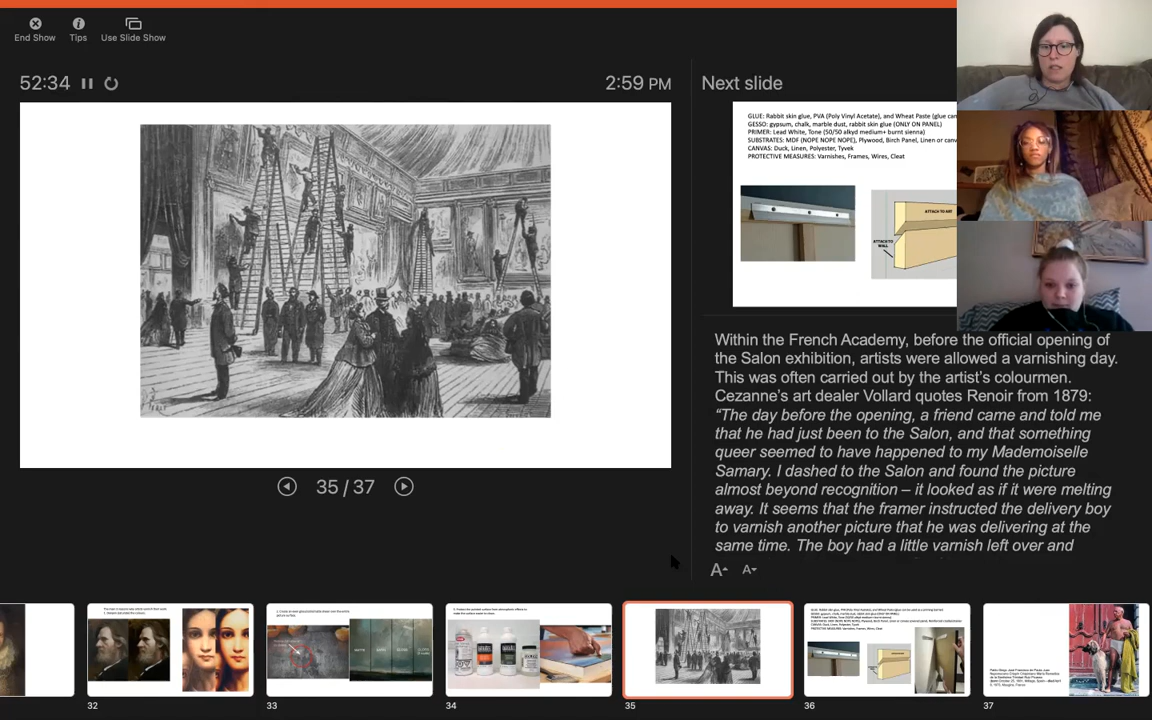 End Show
Tips
Use Slide Show
52:34
2:59 PM
Next slide
GLUE: Rabbit skin glue, PVA (Poly Vinyl Acetate), and Wheat Paste (glue can
GESSO: gypsum, chalk, marble dust, rabbit skin glue (ONLY ON PANEL)
PRIMER: Lead White, Tone (50/50 alkyd medium+ burnt sienna)
SUBSTRATES: MDF (NOPE NOPE NOPE), Plywood, Birch Panel, Linen or canv
CANVAS: Duck, Linen, Polyester, Tyvek
PROTECTIVE MEASURES: Varnishes, Frames, Wires, Cleat
ATTACH TO ART
ATTACH TO
WALL
35 / 37
Within the French Academy, before the official opening of
the Salon exhibition, artists were allowed a varnishing day.
This was often carried out by the artist's colourmen.
Cezanne's art dealer Vollard quotes Renoir from 1879:
"The day before the opening, a friend came and told me
that he had just been to the Salon, and that something
queer seemed to have happened to my Mademoiselle
Samary. I dashed to the Salon and found the picture
almost beyond recognition – it looked as if it were melting
away. It seems that the framer instructed the delivery boy
to varnish another picture that he was delivering at the
same time. The boy had a little varnish left over and
A
A
32
33
34
35
36
37